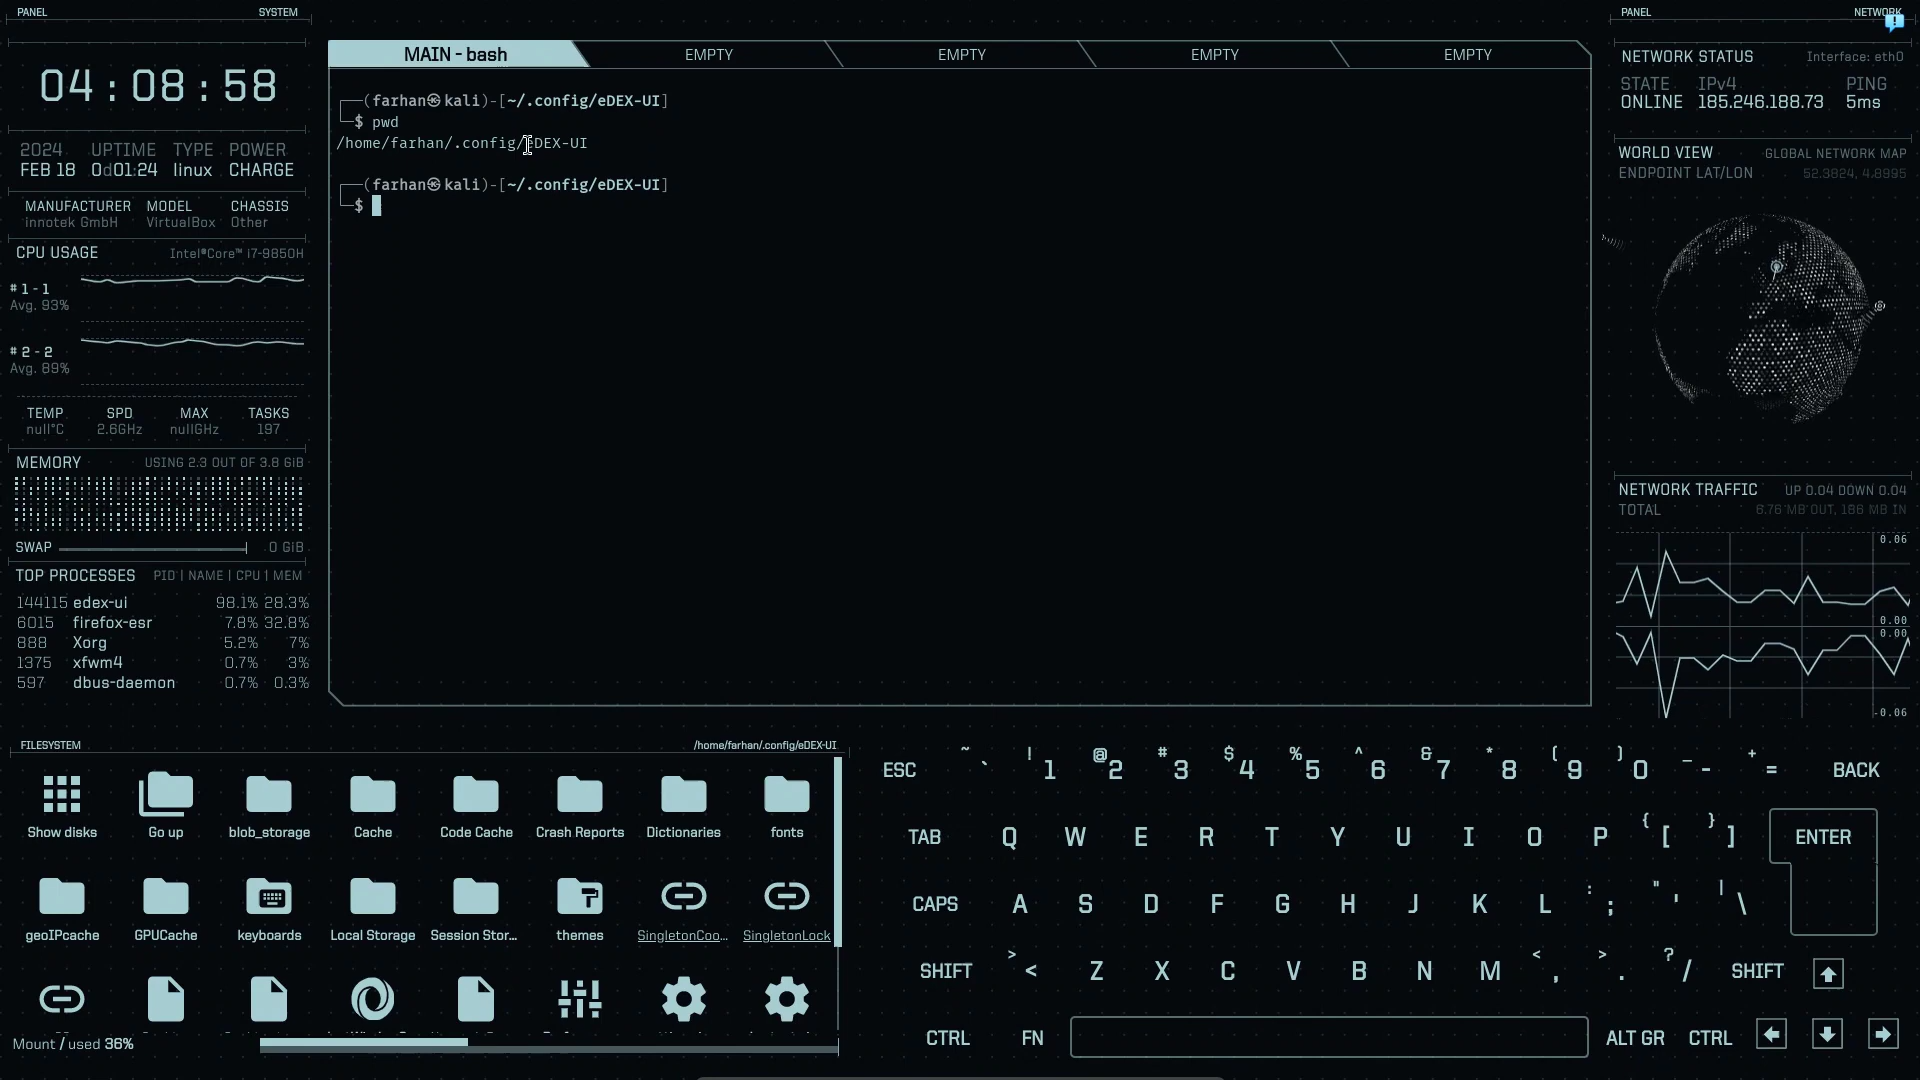 PANEL SYSTEM
04:08:58
2024 UPTIME TYPE POWER
FEB 18 0d01:24 linux CHARGE
MANUFACTURER MODEL CHASSIS
innotek GmbH VirtualBox Other
CPU USAGE Intel®Core™ i7-9850H
# 1 - 1
Avg. 93%
# 2 - 2
Avg. 89%
TEMP SPD MAX TASKS
null°C 2.6GHz nullGHz 197
MEMORY USING 2.3 OUT OF 3.8 GiB
SWAP 0 GiB
TOP PROCESSES PID | NAME | CPU | MEM
144115 edex-ui 98.1% 28.3%
6015 firefox-esr 7.8% 32.8%
888 Xorg 5.2% 7%
1375 xfwm4 0.7% 3%
597 dbus-daemon 0.7% 0.3%
MAIN - bash EMPTY EMPTY EMPTY EMPTY
┌──(farhan㉿kali)-[~/.config/eDEX-UI]
└─$ pwd
/home/farhan/.config/eDEX-UI
┌──(farhan㉿kali)-[~/.config/eDEX-UI]
└─$
PANEL NETWORK
NETWORK STATUS Interface: eth0
STATE IPv4 PING
ONLINE 185.246.188.73 5ms
WORLD VIEW GLOBAL NETWORK MAP
ENDPOINT LAT/LON 52.3824, 4.8995
NETWORK TRAFFIC UP 0.04 DOWN 0.04
TOTAL 6.76 MB OUT, 186 MB IN
0.06
0.00
0.00
-0.06
FILESYSTEM /home/farhan/.config/eDEX-UI
Show disks Go up blob_storage Cache Code Cache Crash Reports Dictionaries fonts
geoIPcache GPUCache keyboards Local Storage Session Stor... themes SingletonCoo... SingletonLock
Mount / used 36%
ESC ~ ` ! 1 @ 2 # 3 $ 4 % 5 ^ 6 & 7 * 8 ( 9 ) 0 _ - + = BACK
TAB Q W E R T Y U I O P { [ } ] ENTER
CAPS A S D F G H J K L : ; " ' | \
SHIFT > < Z X C V B N M < , > . ? / SHIFT
CTRL FN ALT GR CTRL